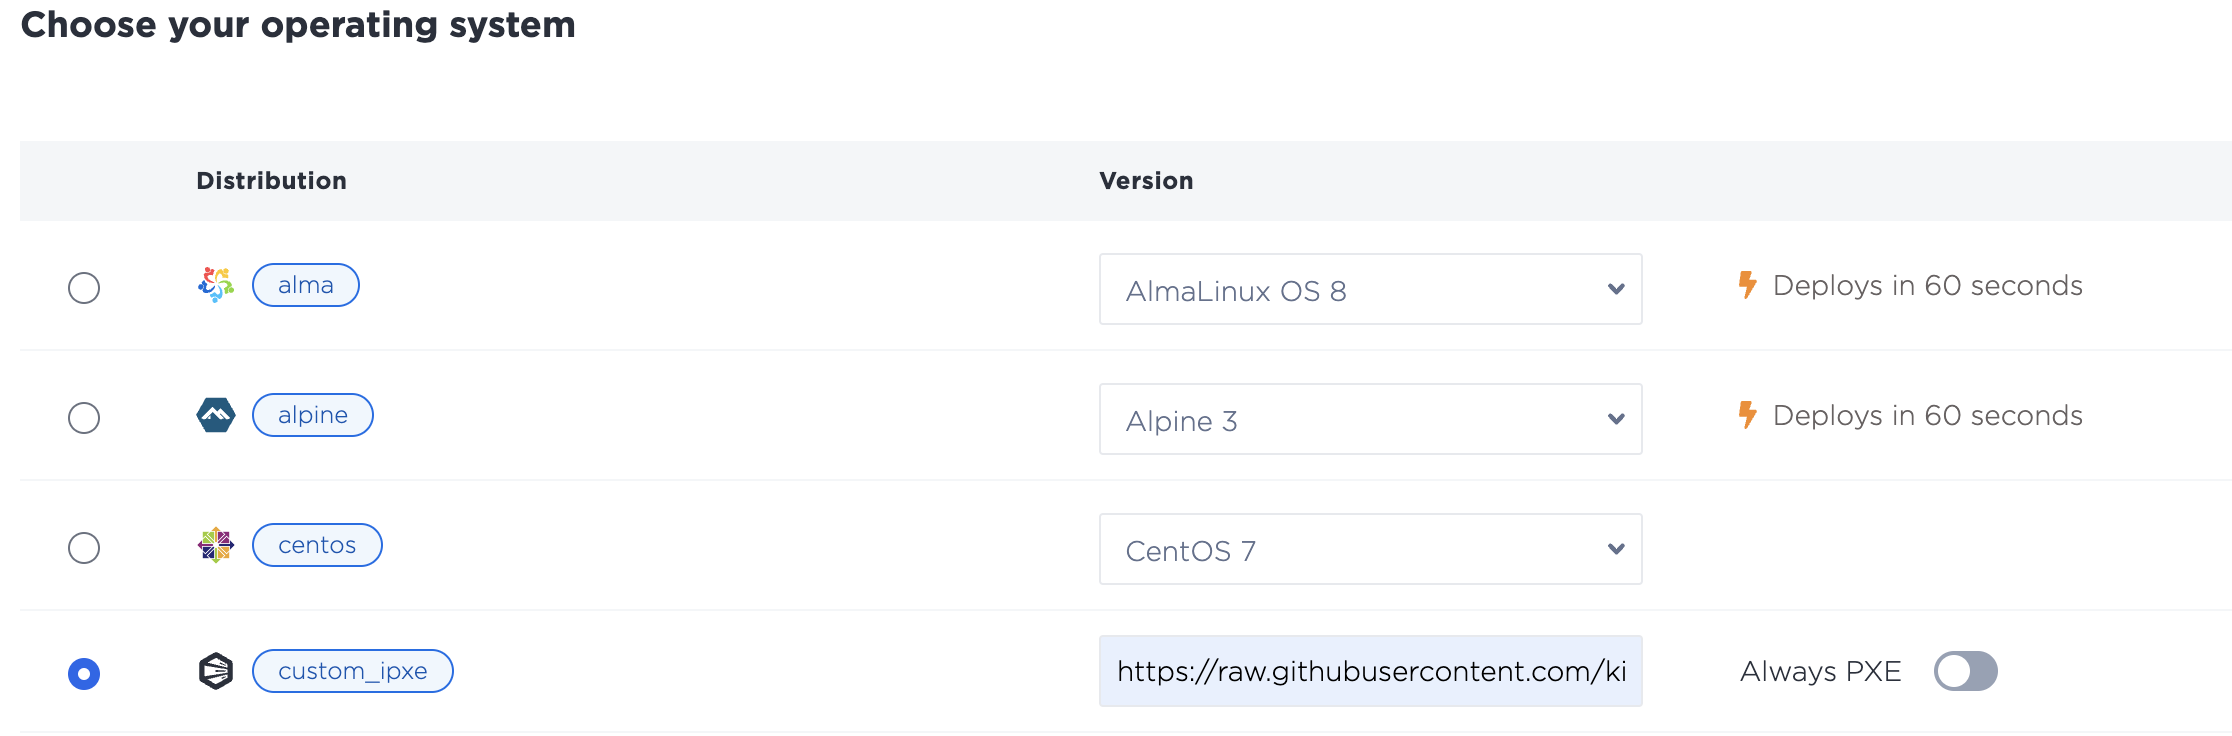 Choose your operating system
Distribution Version
alma AlmaLinux OS 8 Deploys in 60 seconds
alpine Alpine 3 Deploys in 60 seconds
centos CentOS 7
custom_ipxe https://raw.githubusercontent.com/ki Always PXE